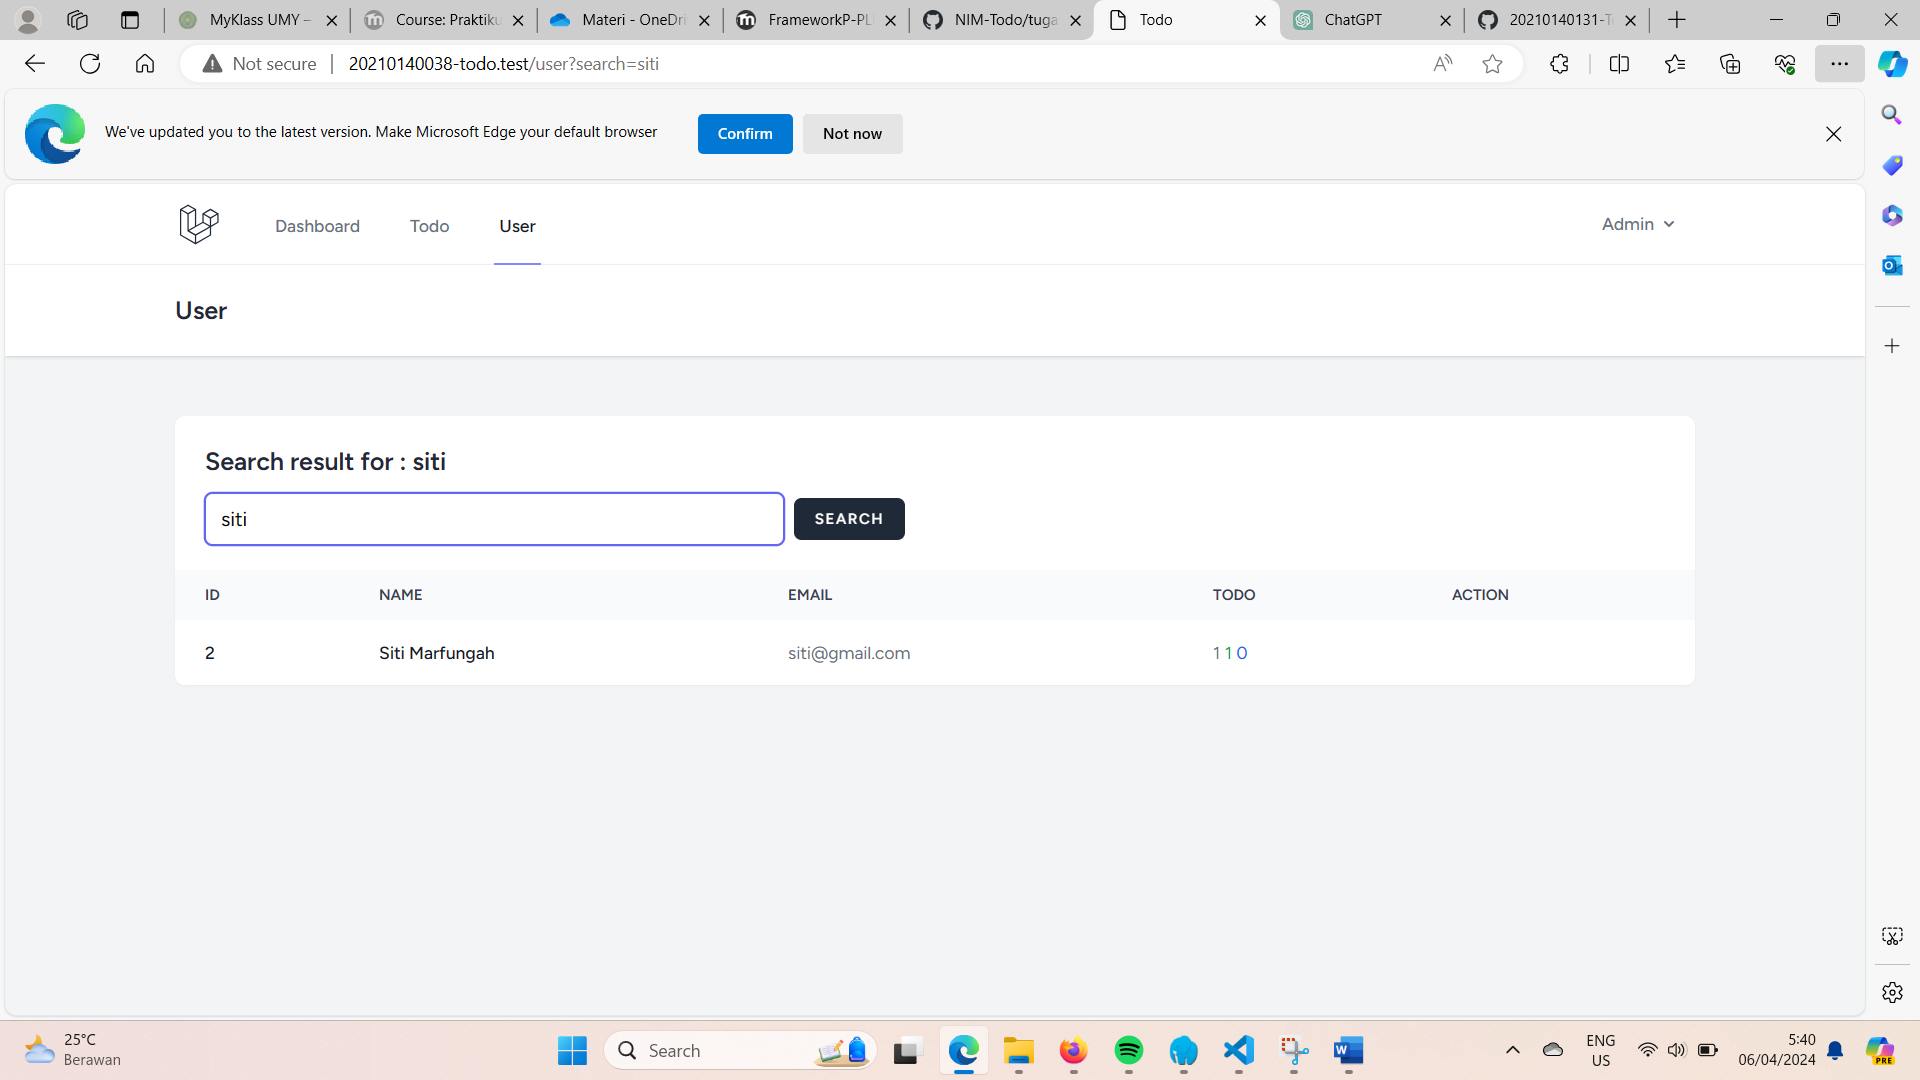 MyKlass UMY –
Course: Praktiku
Materi - OneDri
FrameworkP-PL
NIM-Todo/tuga
Todo
ChatGPT
20210140131-T
Not secure
20210140038-todo.test/user?search=siti
We've updated you to the latest version. Make Microsoft Edge your default browser
Confirm
Not now
Dashboard
Todo
User
Admin
User
Search result for : siti
siti
SEARCH
ID NAME EMAIL TODO ACTION
2 Siti Marfungah siti@gmail.com 1 1 0
25°C
Berawan
Search
PRE
ENG
US
5:40
06/04/2024